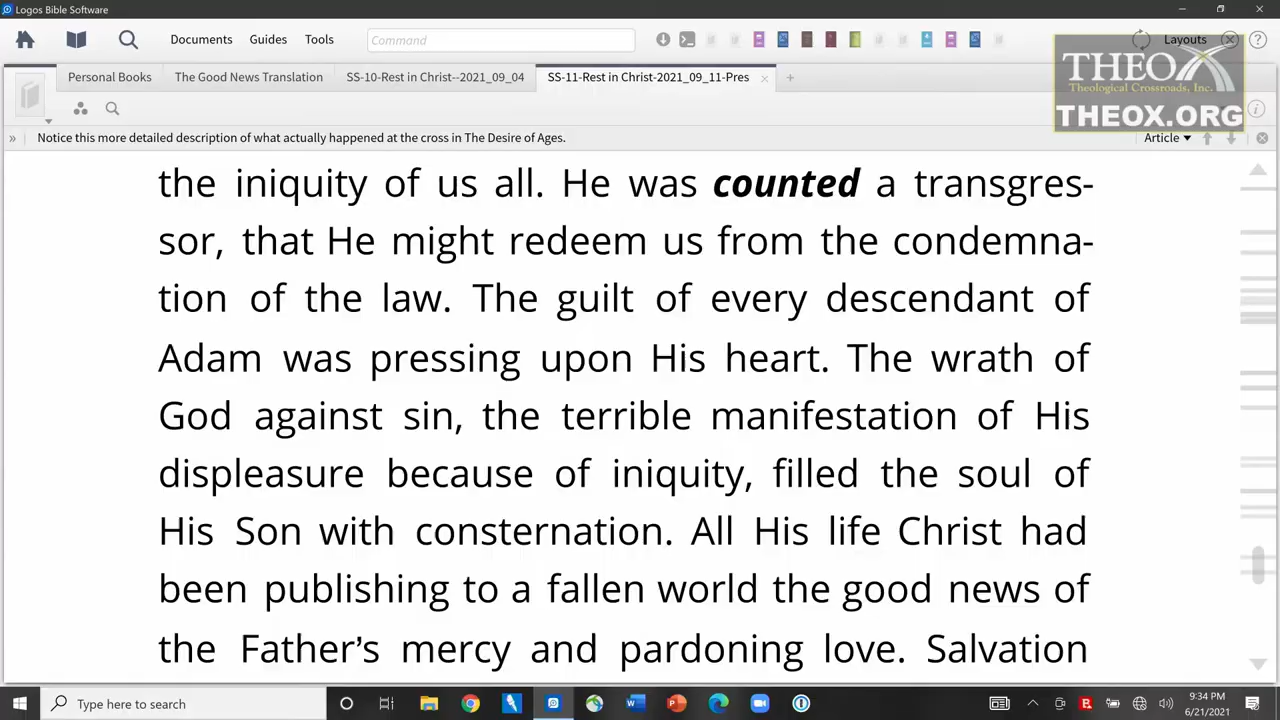 Logos Bible Software
Documents Guides Tools Command Layouts
THEOX
Theological Crossroads, Inc.
THEOX.ORG
Personal Books The Good News Translation SS-10-Rest in Christ--2021_09_04 SS-11-Rest in Christ-2021_09_11-Pres
Notice this more detailed description of what actually happened at the cross in The Desire of Ages. Article
the iniquity of us all. He was counted a transgres-
sor, that He might redeem us from the condemna-
tion of the law. The guilt of every descendant of
Adam was pressing upon His heart. The wrath of
God against sin, the terrible manifestation of His
displeasure because of iniquity, filled the soul of
His Son with consternation. All His life Christ had
been publishing to a fallen world the good news of
the Father’s mercy and pardoning love. Salvation
Type here to search
9:34 PM
6/21/2021